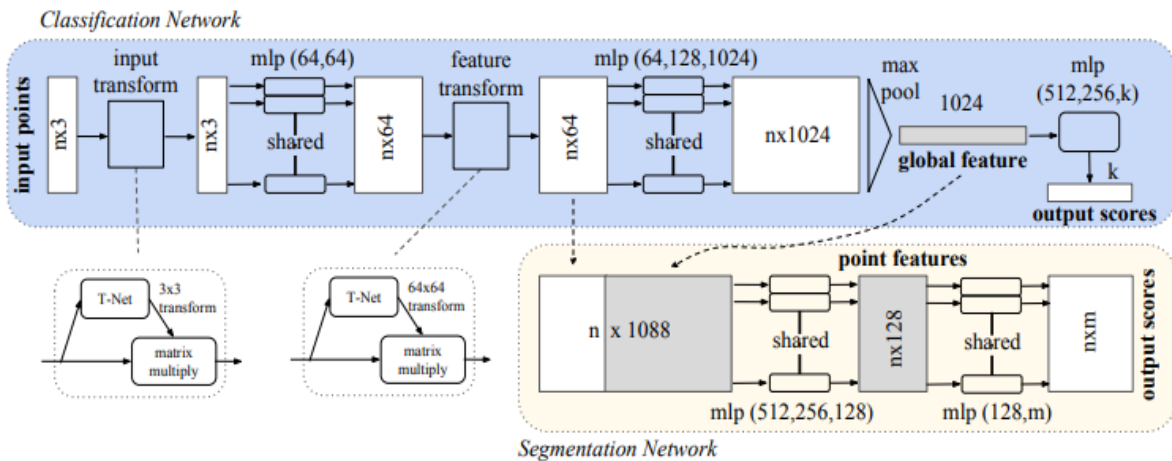 Classification Network
input points
nx3
input
transform
nx3
mlp (64,64)
shared
nx64
feature
transform
nx64
mlp (64,128,1024)
shared
nx1024
max
pool
1024
global feature
mlp
(512,256,k)
k
output scores
T-Net
3x3
transform
matrix
multiply
T-Net
64x64
transform
matrix
multiply
point features
n x 1088
shared
mlp (512,256,128)
nx128
shared
mlp (128,m)
nxm
output scores
Segmentation Network